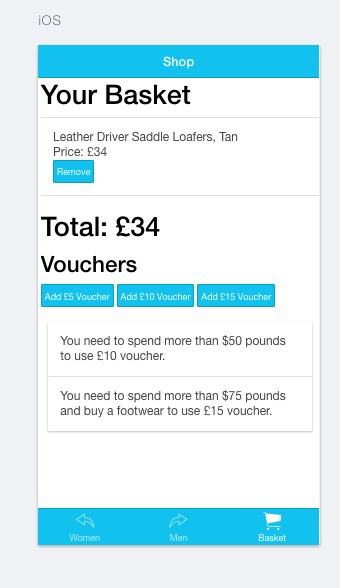 iOS
Shop
Your Basket
Leather Driver Saddle Loafers, Tan
Price: £34
Remove
Total: £34
Vouchers
Add £5 Voucher Add £10 Voucher Add £15 Voucher
You need to spend more than $50 pounds
to use £10 voucher.
You need to spend more than $75 pounds
and buy a footwear to use £15 voucher.
Women Men Basket